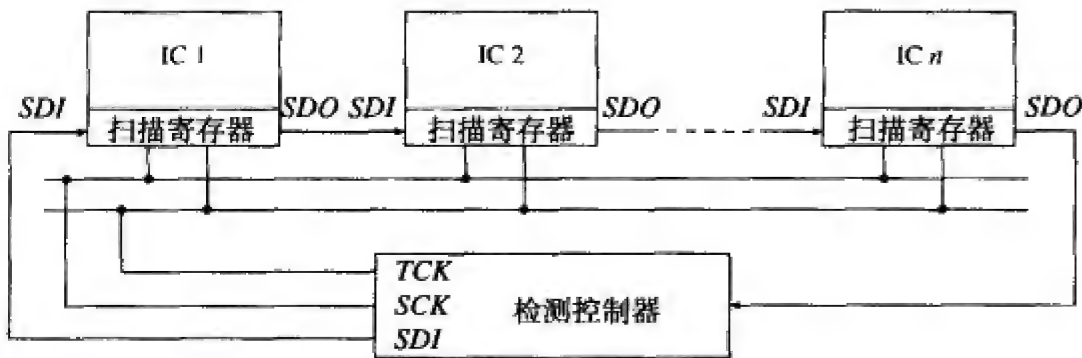 IC 1 IC 2 IC n
SDI SDO SDI SDO SDI SDO
扫描寄存器 扫描寄存器 扫描寄存器
TCK
SCK 检测控制器
SDI